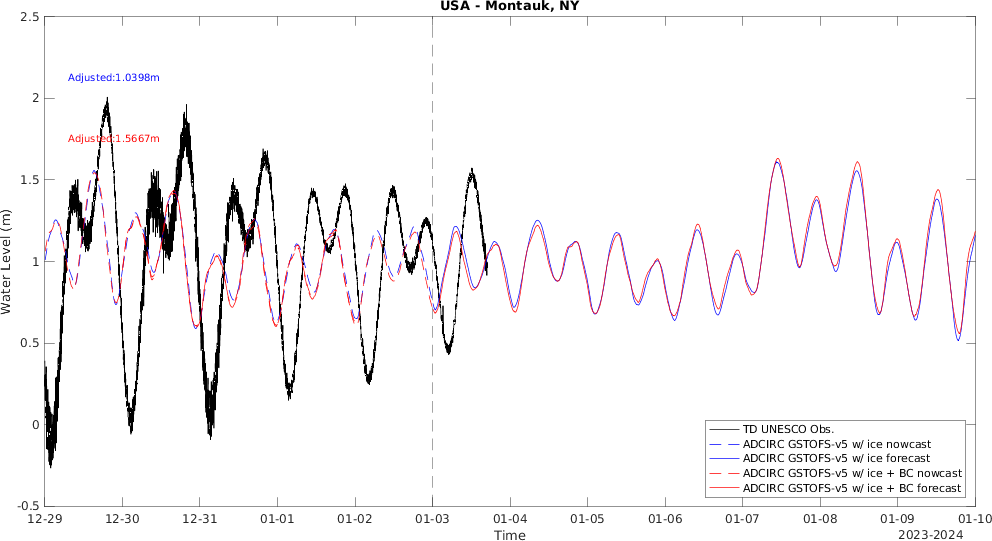 USA - Montauk, NY
2.5
Adjusted:1.0398m
2
Adjusted:1.5667m
1.5
Water Level (m)
1
0.5
0
TD UNESCO Obs.
ADCIRC GSTOFS-v5 w/ ice nowcast
ADCIRC GSTOFS-v5 w/ ice forecast
ADCIRC GSTOFS-v5 w/ ice + BC nowcast
ADCIRC GSTOFS-v5 w/ ice + BC forecast
-0.5
12-29 12-30 12-31 01-01 01-02 01-03 01-04 01-05 01-06 01-07 01-08 01-09 01-10
Time
2023-2024